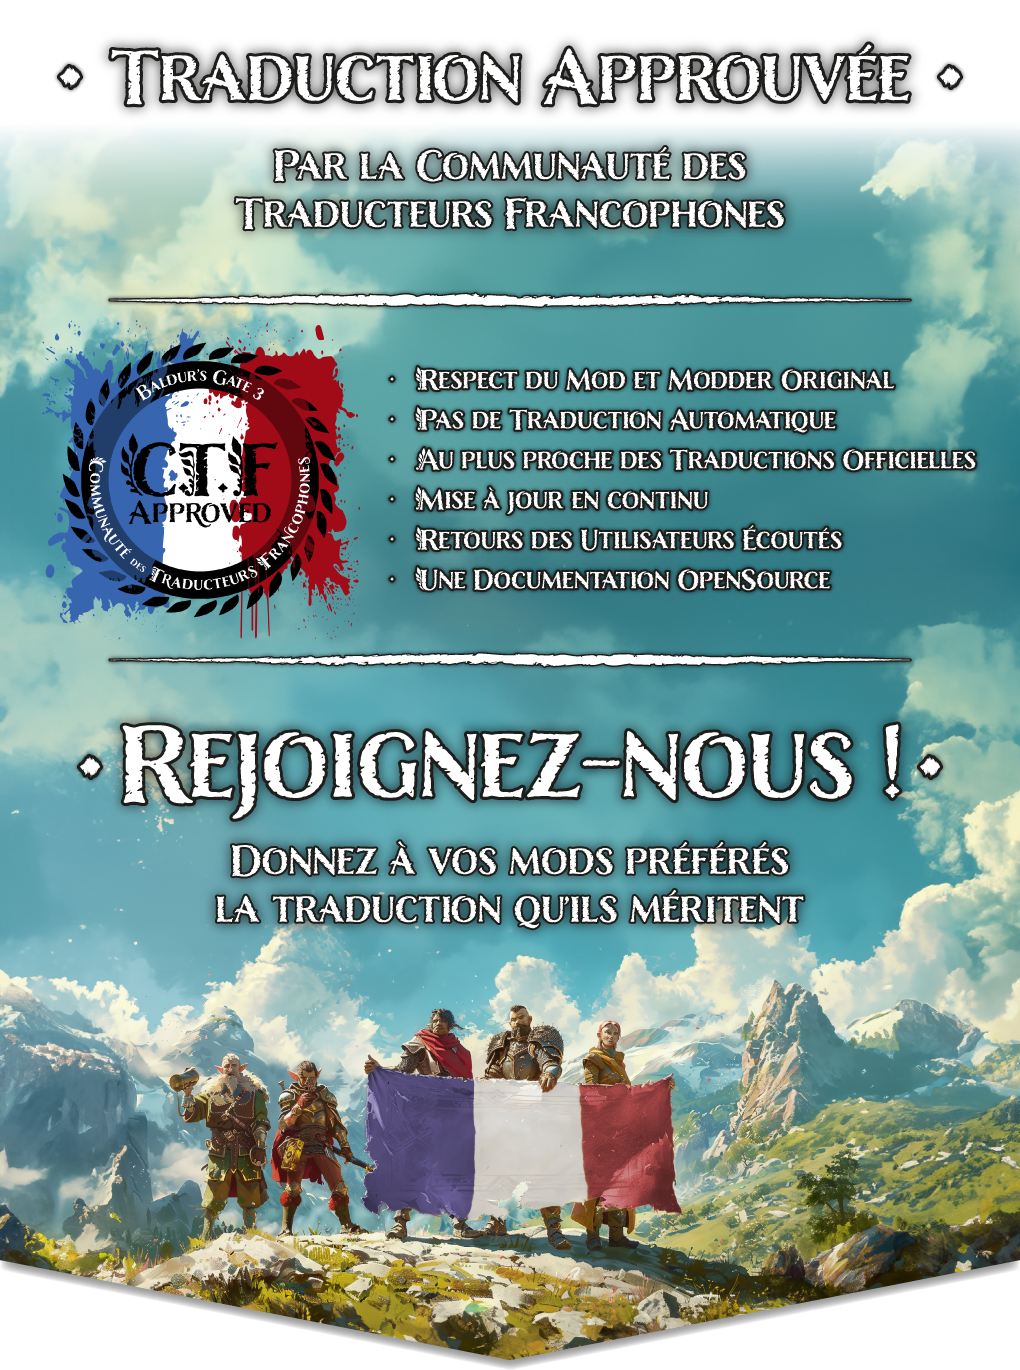 • Traduction Approuvée •
Par la Communauté des
Traducteurs Francophones
Baldur's Gate 3
C.T.F
Approved
Communauté des Traducteurs Francophones
• Respect du Mod et Modder Original
• Pas de Traduction Automatique
• Au plus proche des Traductions Officielles
• Mise à jour en continu
• Retours des Utilisateurs Écoutés
• Une Documentation OpenSource
• Rejoignez-nous ! •
Donnez à vos mods préférés
la traduction qu'ils méritent